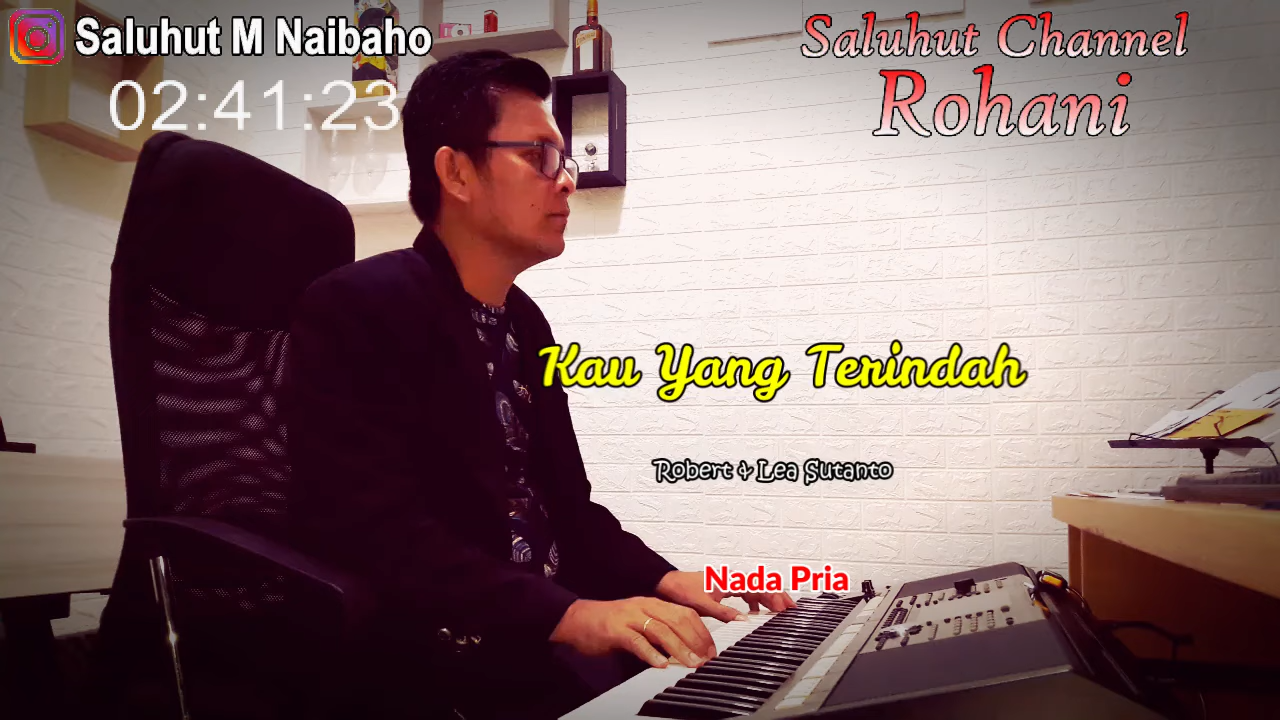 Saluhut M Naibaho
02:41:23
Saluhut Channel
Rohani
Kau Yang Terindah
Robert & Lea Sutanto
Nada Pria